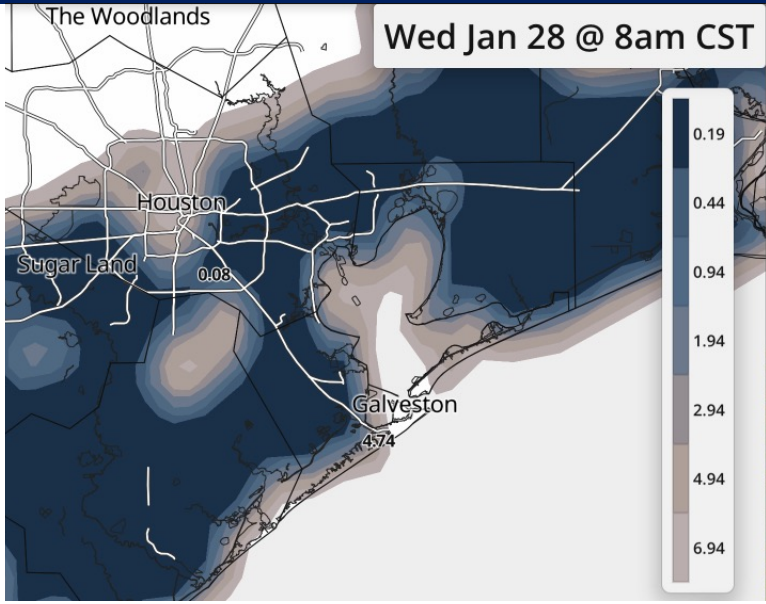 The Woodlands
Wed Jan 28 @ 8am CST
0.19
0.44
0.94
1.94
2.94
4.94
6.94
Houston
Sugar Land
0.08
Galveston
4.74